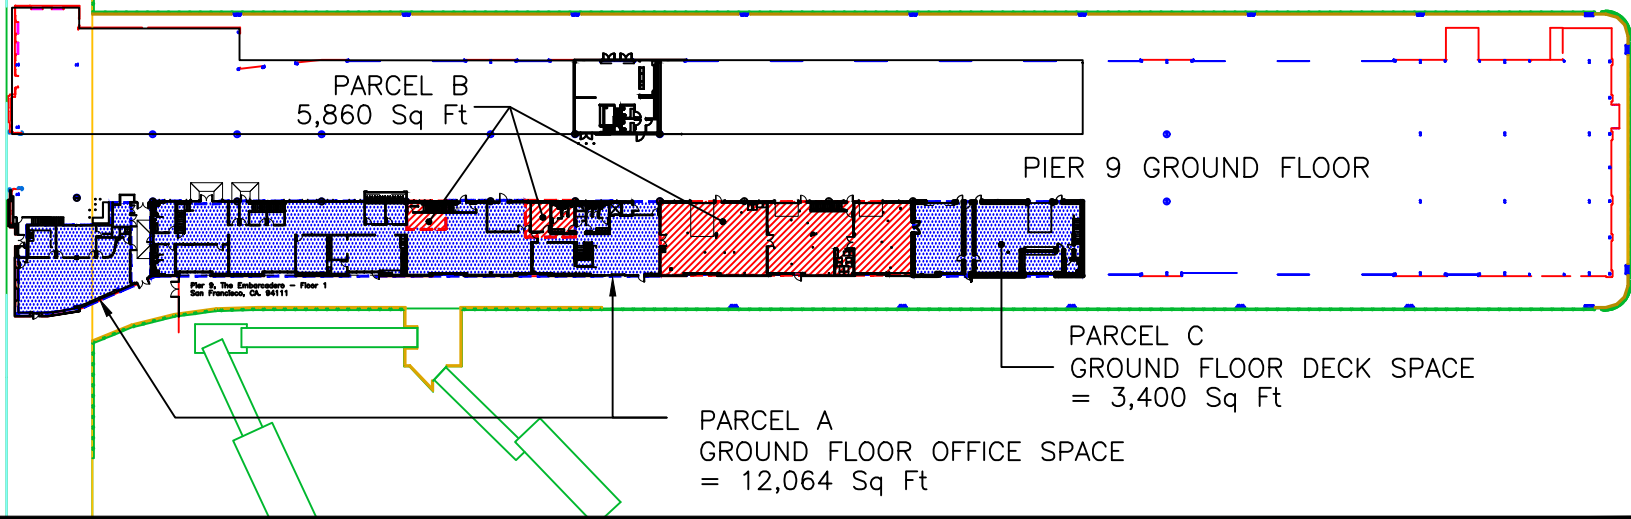 PARCEL B
5,860 Sq Ft
PIER 9 GROUND FLOOR
Pier 9, The Embarcadero - Floor 1
San Francisco, CA. 94111
PARCEL C
GROUND FLOOR DECK SPACE
= 3,400 Sq Ft
PARCEL A
GROUND FLOOR OFFICE SPACE
= 12,064 Sq Ft